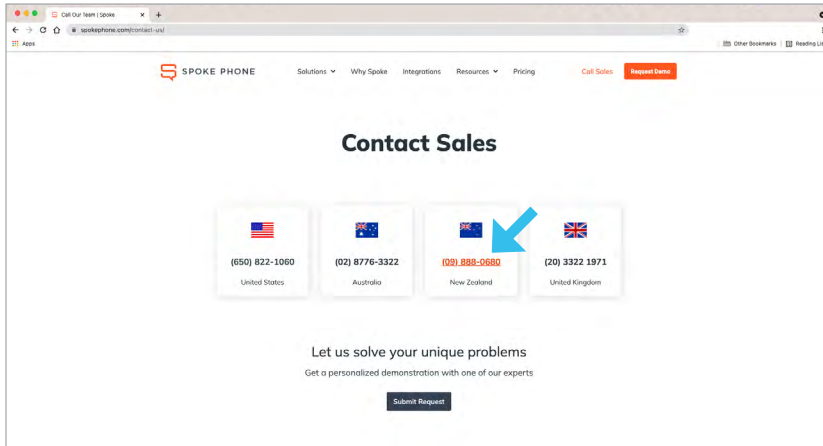 Call Our Team | Spoke
spokephone.com/contact-us/
Apps
Other Bookmarks
Reading Lis
SPOKE PHONE
Solutions
Why Spoke
Integrations
Resources
Pricing
Call Sales
Request Demo
Contact Sales
(650) 822-1060
(02) 8776-3322
(09) 888-0680
(20) 3322 1971
United States
Australia
New Zealand
United Kingdom
Let us solve your unique problems
Get a personalized demonstration with one of our experts
Submit Request